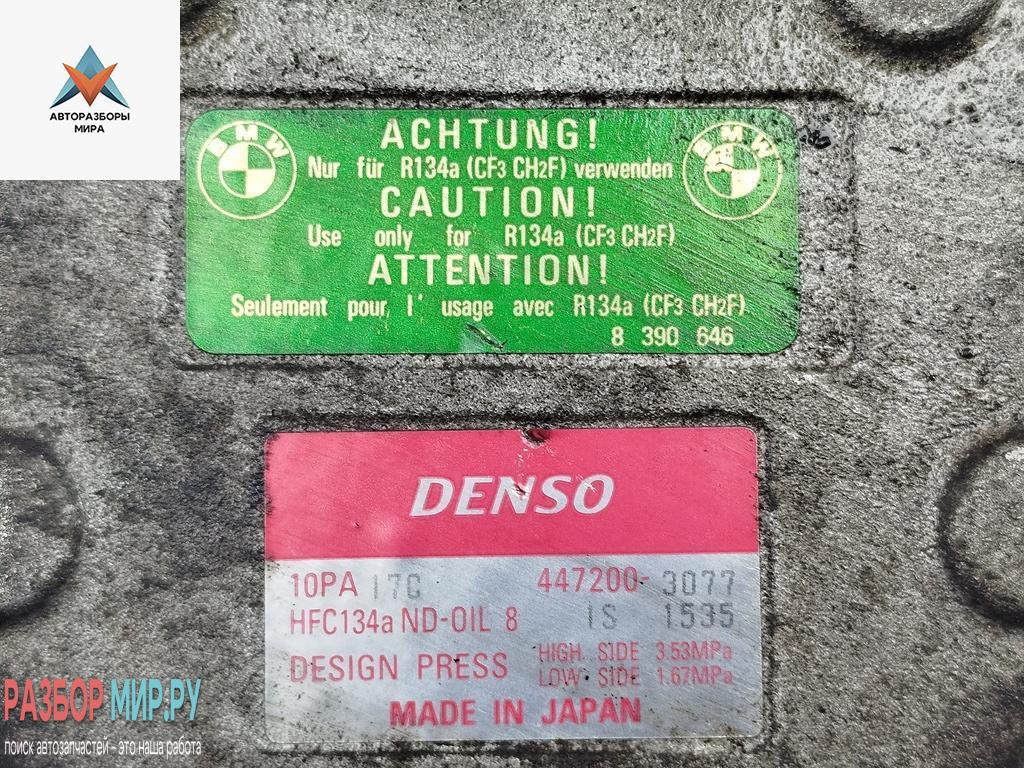 АВТОРАЗБОРЫ
МИРА
BMW
BMW
ACHTUNG!
Nur für R134a (CF3 CH2F) verwenden
CAUTION!
Use only for R134a (CF3 CH2F)
ATTENTION!
Seulement pour l' usage avec R134a (CF3 CH2F)
8 390 646
DENSO
10PA 17C 447200-3077
HFC134a ND-OIL 8 IS 1535
DESIGN PRESS HIGH SIDE 3.53MPa
LOW SIDE 1.67MPa
MADE IN JAPAN
РАЗБОР МИР.РУ
поиск автозапчастей - это наша работа